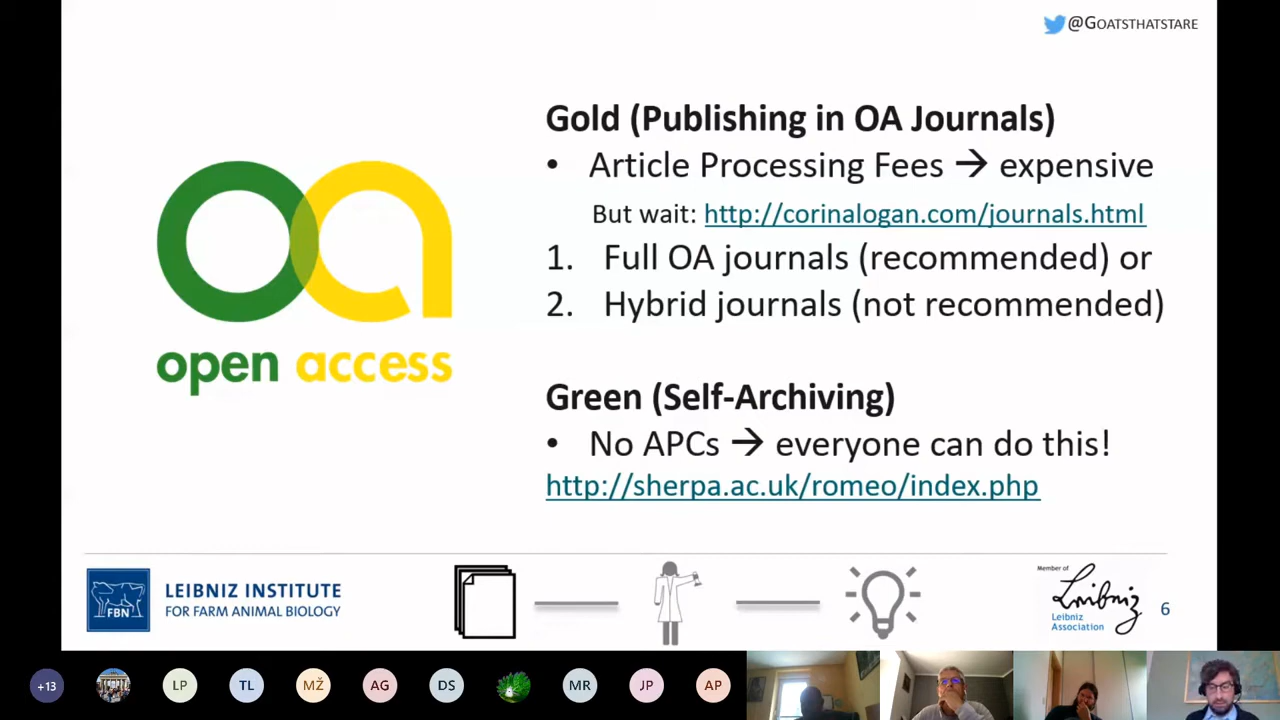 @GOATSTHATSTARE
Gold (Publishing in OA Journals)
• Article Processing Fees → expensive
But wait: http://corinalogan.com/journals.html
1. Full OA journals (recommended) or
2. Hybrid journals (not recommended)
open access
Green (Self-Archiving)
• No APCs → everyone can do this!
http://sherpa.ac.uk/romeo/index.php
FBN
LEIBNIZ INSTITUTE
FOR FARM ANIMAL BIOLOGY
Member of
Leibniz
Leibniz
Association
6
+13
LP
TL
MŽ
AG
DS
MR
JP
AP